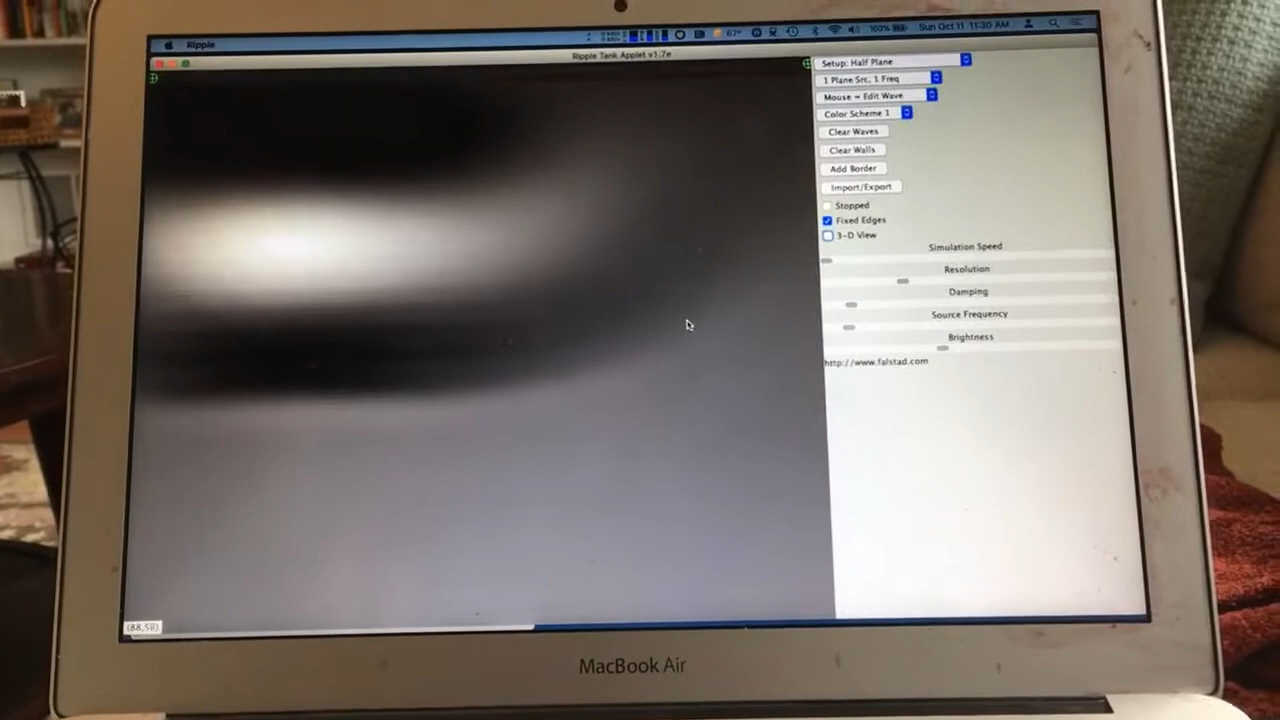 Ripple
67°
100%
Sun Oct 11 11:30 AM
Ripple Tank Applet v1.7e
Setup: Half Plane
1 Plane Src, 1 Freq
Mouse = Edit Wave
Color Scheme 1
Clear Waves
Clear Walls
Add Border
Import/Export
Stopped
Fixed Edges
3-D View
Simulation Speed
Resolution
Damping
Source Frequency
Brightness
http://www.falstad.com
MacBook Air